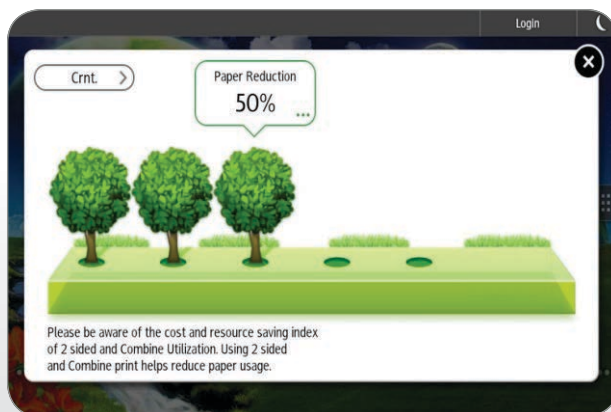 Login
Crnt.
Paper Reduction
50%
Please be aware of the cost and resource saving index
of 2 sided and Combine Utilization. Using 2 sided
and Combine print helps reduce paper usage.